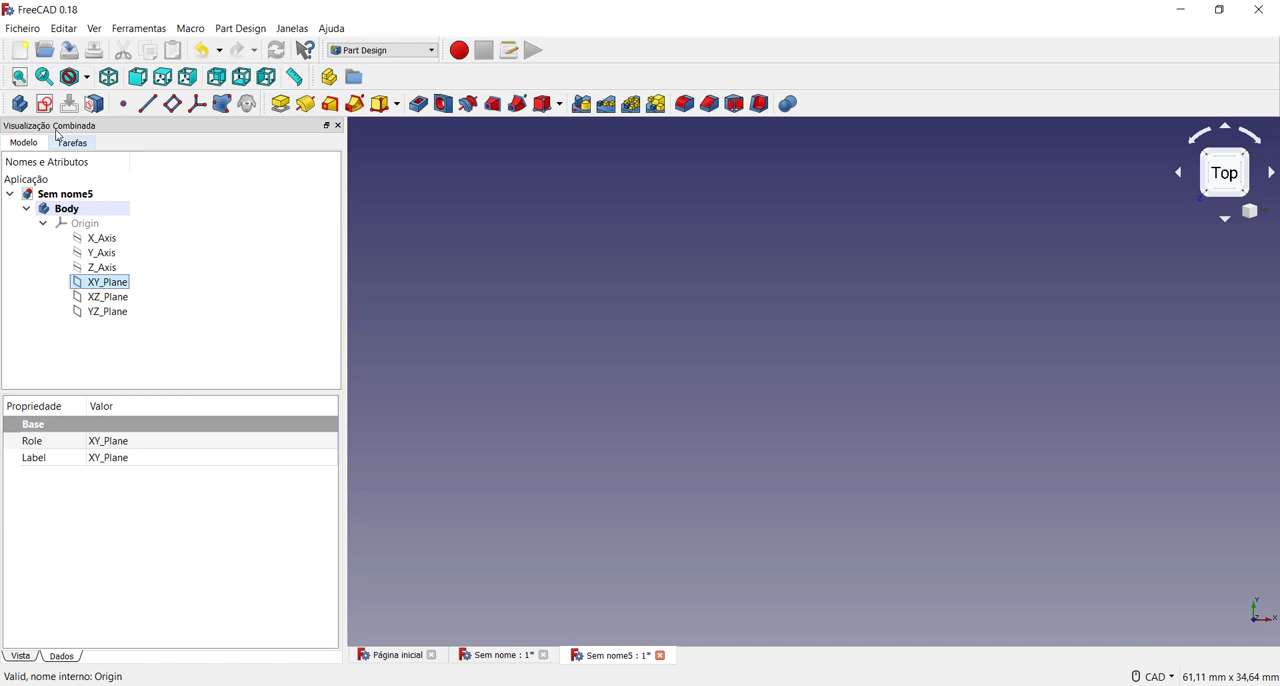 FreeCAD 0.18
Ficheiro Editar Ver Ferramentas Macro Part Design Janelas Ajuda
Part Design
Visualização Combinada
Modelo Tarefas
Nomes e Atributos
Aplicação
Sem nome5
Body
Origin
X_Axis
Y_Axis
Z_Axis
XY_Plane
XZ_Plane
YZ_Plane
Top
Z
Propriedade Valor
Base
Role XY_Plane
Label XY_Plane
Y
Z X
Vista Dados
Página inicial Sem nome : 1* Sem nome5 : 1*
Valid, nome interno: Origin CAD 61,11 mm x 34,64 mm